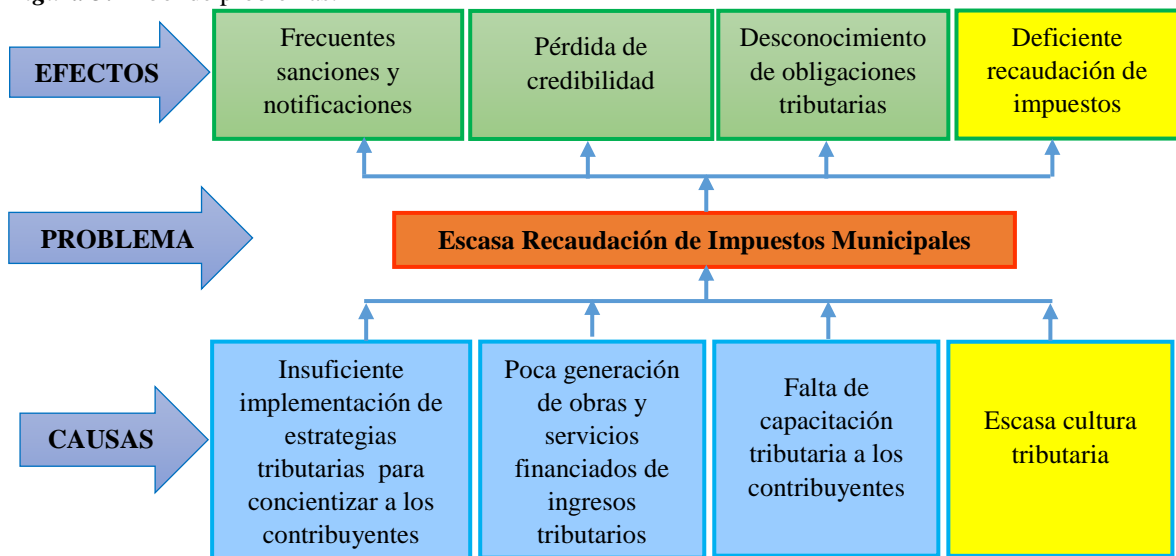 EFECTOS
Frecuentes
sanciones y
notificaciones
Pérdida de
credibilidad
Desconocimiento
de obligaciones
tributarias
Deficiente
recaudación de
impuestos
PROBLEMA
Escasa Recaudación de Impuestos Municipales
CAUSAS
Insuficiente
implementación de
estrategias
tributarias para
concientizar a los
contribuyentes
Poca generación
de obras y
servicios
financiados de
ingresos
tributarios
Falta de
capacitación
tributaria a los
contribuyentes
Escasa cultura
tributaria